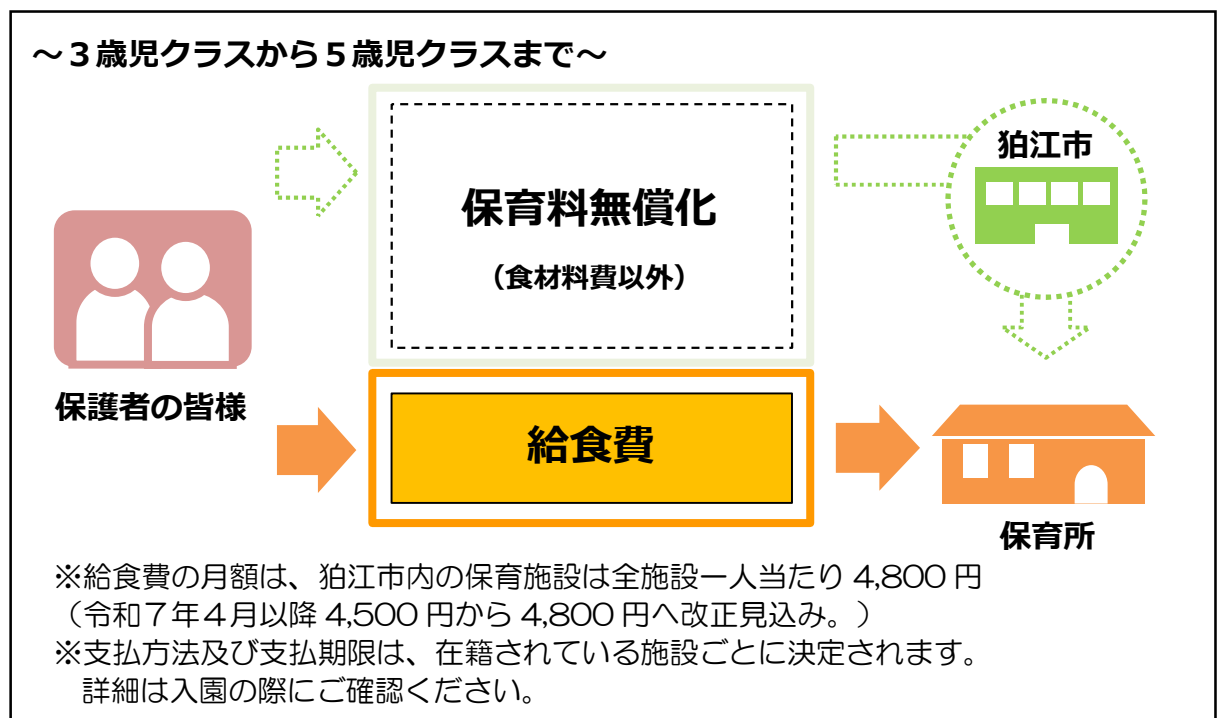 ～３歳児クラスから５歳児クラスまで～
保育料無償化
（食材料費以外）
狛江市
保護者の皆様
給食費
保育所
※給食費の月額は、狛江市内の保育施設は全施設一人当たり 4,800 円
（令和７年４月以降 4,500 円から 4,800 円へ改正見込み。）
※支払方法及び支払期限は、在籍されている施設ごとに決定されます。
詳細は入園の際にご確認ください。